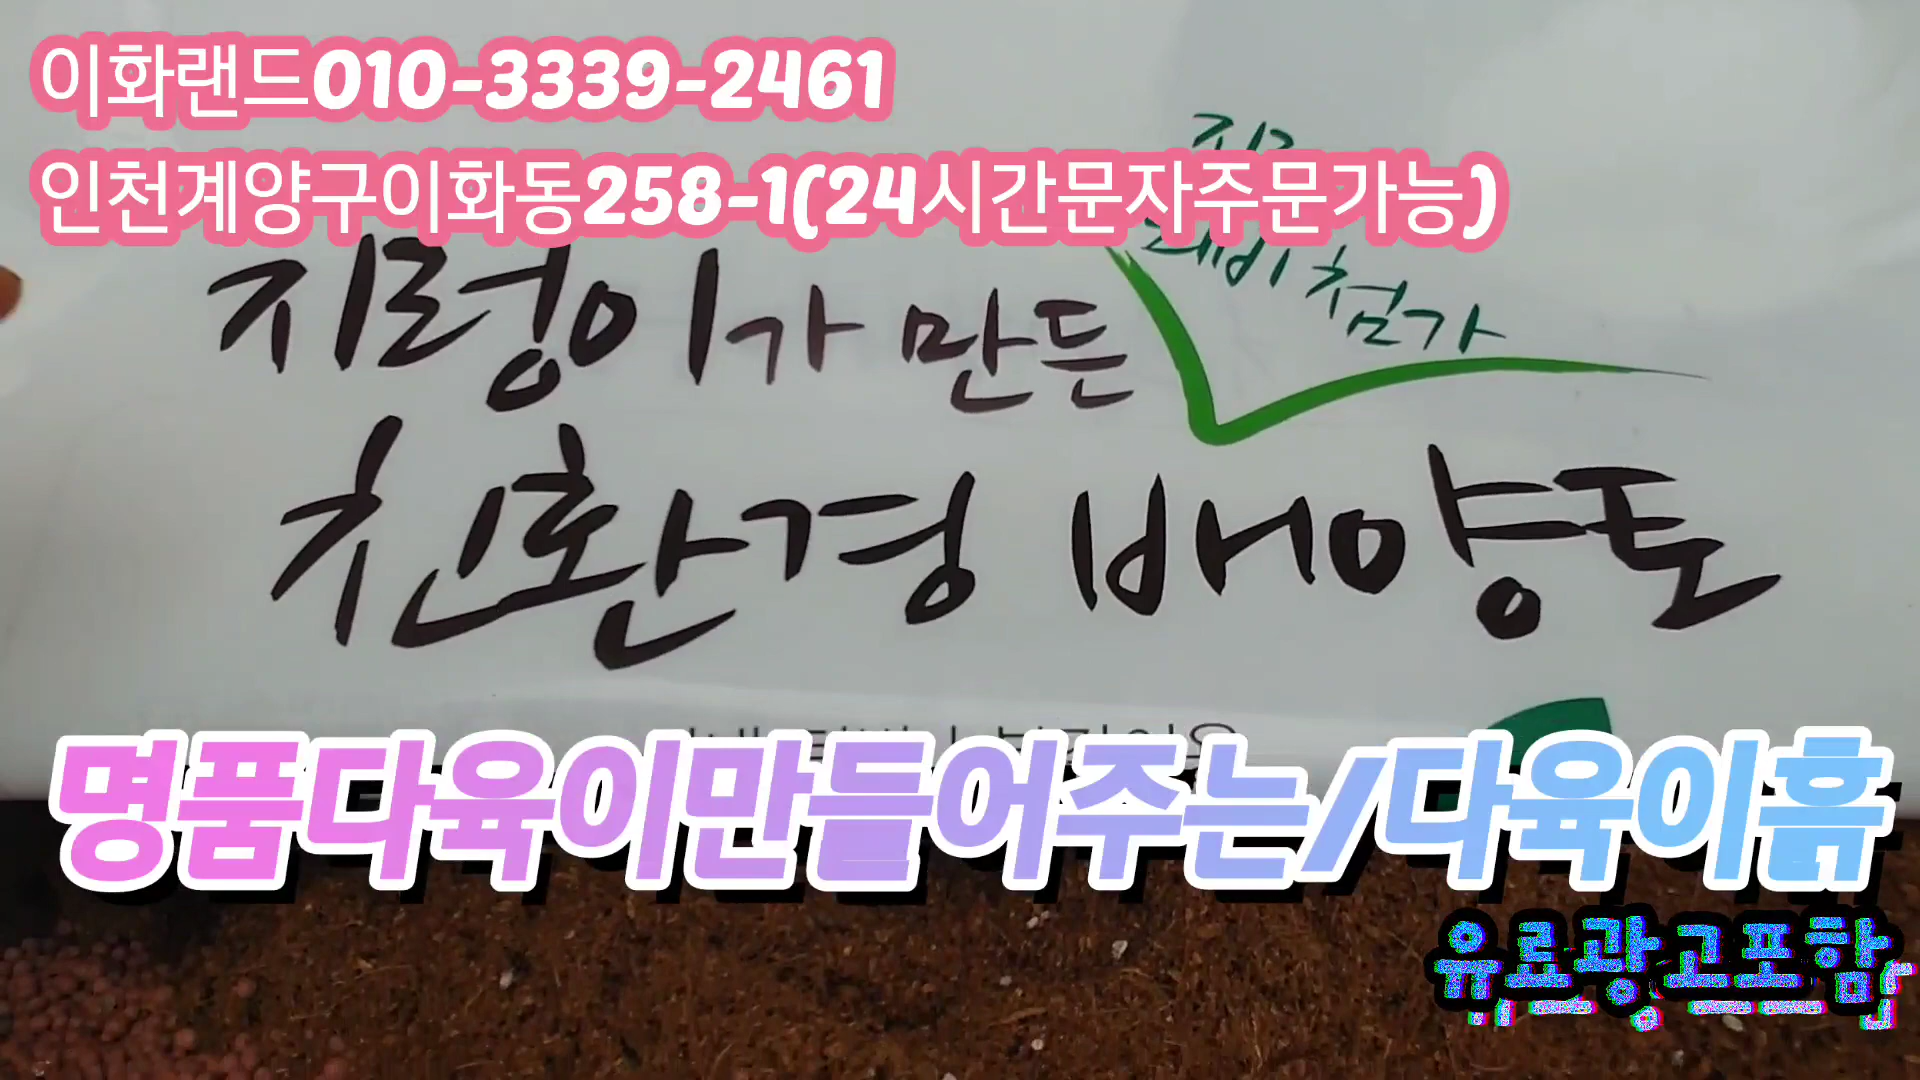 이화랜드010-3339-2461
인천계양구이화동258-1(24시간문자주문가능)
첨가
지렁이가 만든
친환경 배양토
명품다육이만들어주는/다육이흙
유료광고포함